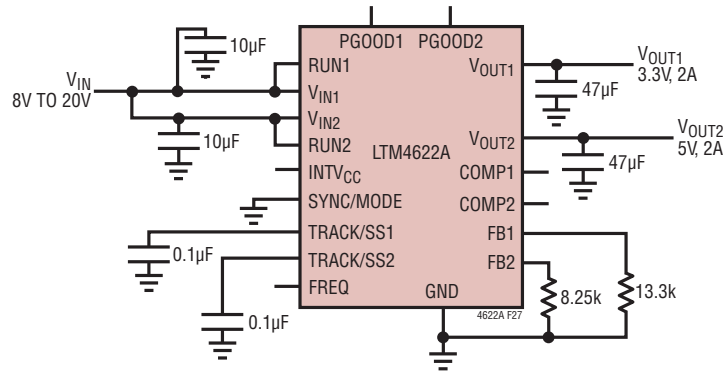 PGOOD1 PGOOD2
10µF
RUN1
VIN
8V TO 20V
VIN1
VIN2
10µF
RUN2
LTM4622A
INTVCC
SYNC/MODE
TRACK/SS1
0.1µF
TRACK/SS2
0.1µF
FREQ
GND
VOUT1
47µF
VOUT1
3.3V, 2A
VOUT2
47µF
VOUT2
5V, 2A
COMP1
COMP2
FB1
FB2
8.25k
13.3k
4622A F27